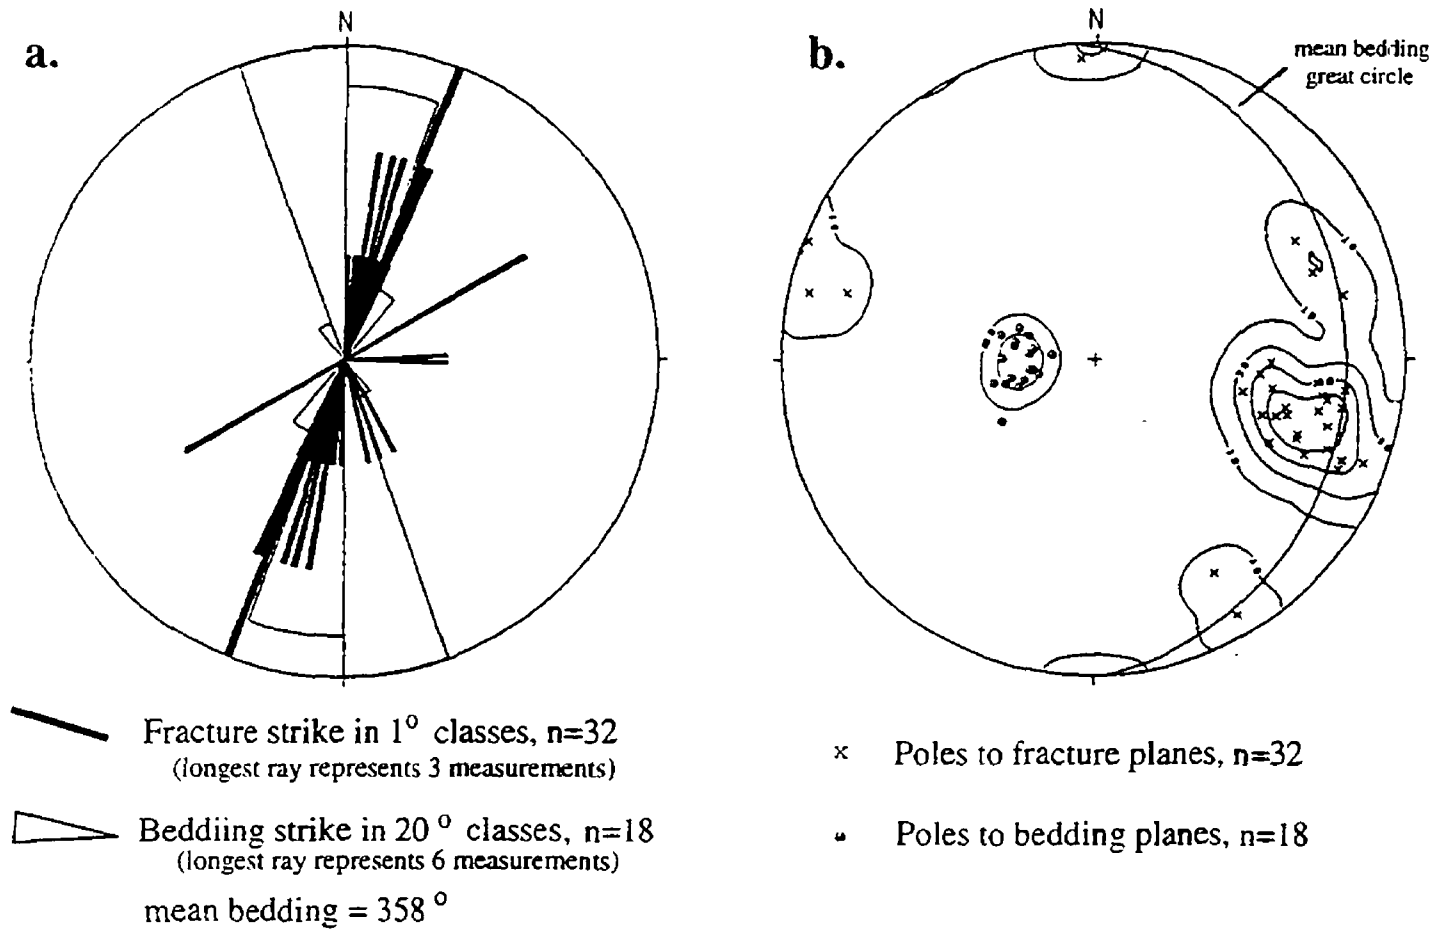 a.
N
b.
N
mean bedding
great circle
Fracture strike in 1° classes, n=32
(longest ray represents 3 measurements)
Beddiing strike in 20° classes, n=18
(longest ray represents 6 measurements)
mean bedding = 358°
x Poles to fracture planes, n=32
Poles to bedding planes, n=18